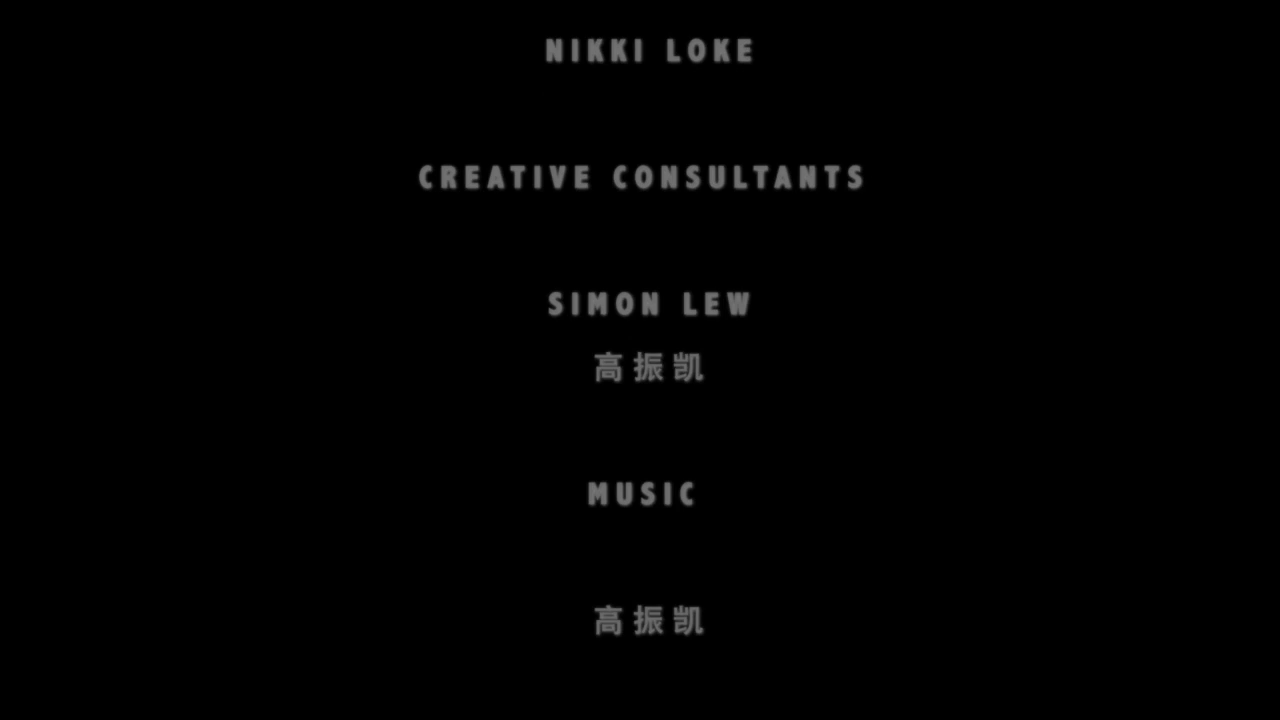 NIKKI LOKE
CREATIVE CONSULTANTS
SIMON LEW
高振凯
MUSIC
高振凯